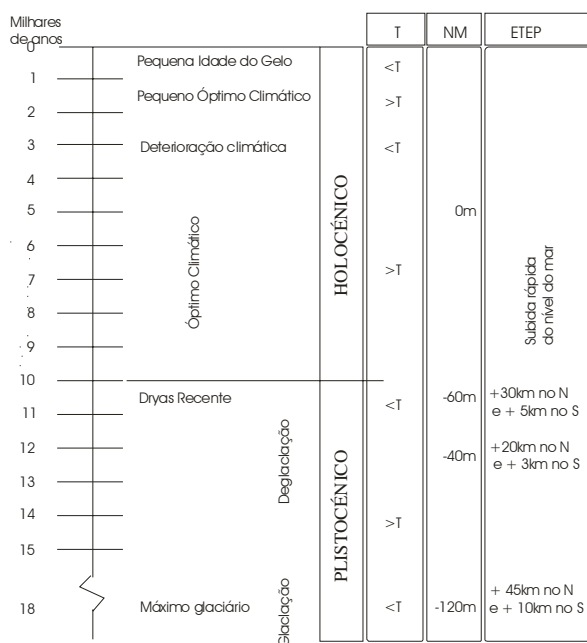 Milhares
de anos
T
NM
ETEP
0
Pequena Idade do Gelo
<T
1
Pequeno Óptimo Climático
>T
2
3
Deterioração climática
<T
4
5
0m
6
Óptimo Climático
HOLOCÉNICO
>T
Subida rápida
do nível do mar
7
8
9
10
Dryas Recente
<T
-60m
+30km no N
e + 5km no S
11
12
-40m
+20km no N
e + 3km no S
13
Deglaclação
PLISTOCÉNICO
14
>T
15
18
Máximo glaciário
Glaclação
<T
-120m
+ 45km no N
e + 10km no S